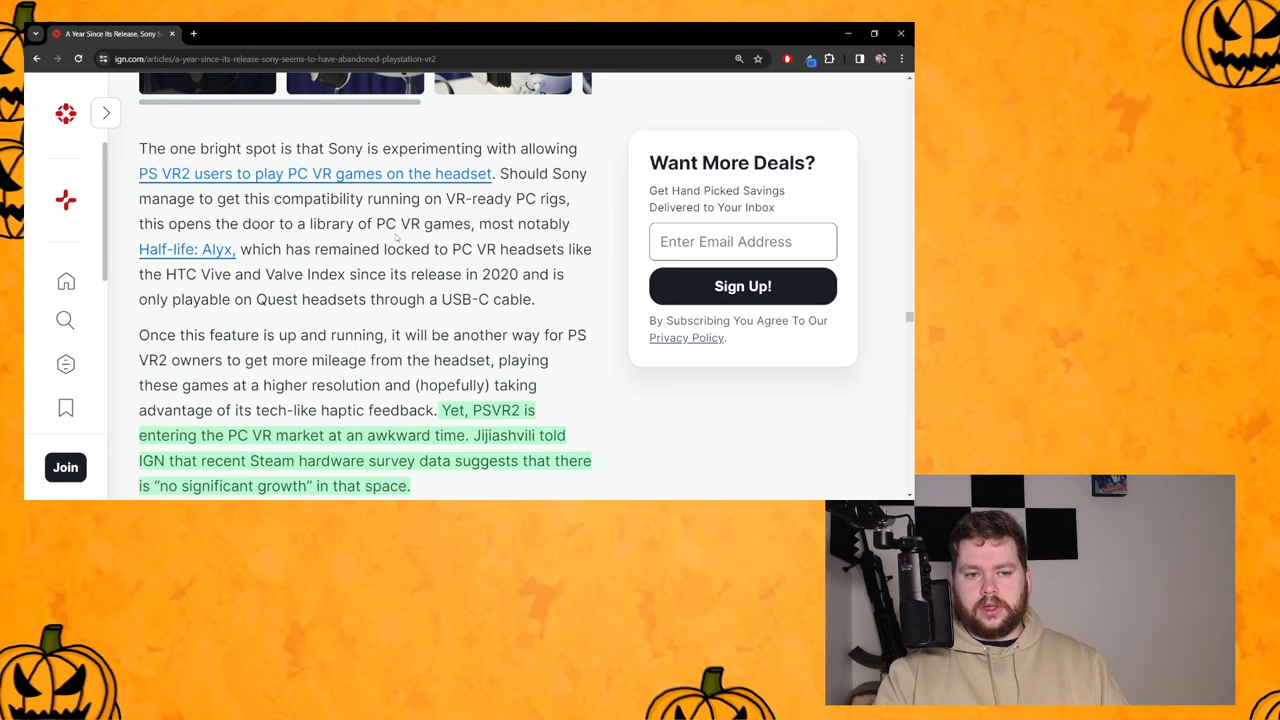 A Year Since Its Release, Sony S
ign.com/articles/a-year-since-its-release-sony-seems-to-have-abandoned-playstation-vr2
The one bright spot is that Sony is experimenting with allowing
PS VR2 users to play PC VR games on the headset. Should Sony
manage to get this compatibility running on VR-ready PC rigs,
this opens the door to a library of PC VR games, most notably
Half-life: Alyx, which has remained locked to PC VR headsets like
the HTC Vive and Valve Index since its release in 2020 and is
only playable on Quest headsets through a USB-C cable.
Once this feature is up and running, it will be another way for PS
VR2 owners to get more mileage from the headset, playing
these games at a higher resolution and (hopefully) taking
advantage of its tech-like haptic feedback. Yet, PSVR2 is
entering the PC VR market at an awkward time. Jijiashvili told
IGN that recent Steam hardware survey data suggests that there
is “no significant growth” in that space.
Want More Deals?
Get Hand Picked Savings
Delivered to Your Inbox
Enter Email Address
Sign Up!
By Subscribing You Agree To Our
Privacy Policy.
Join